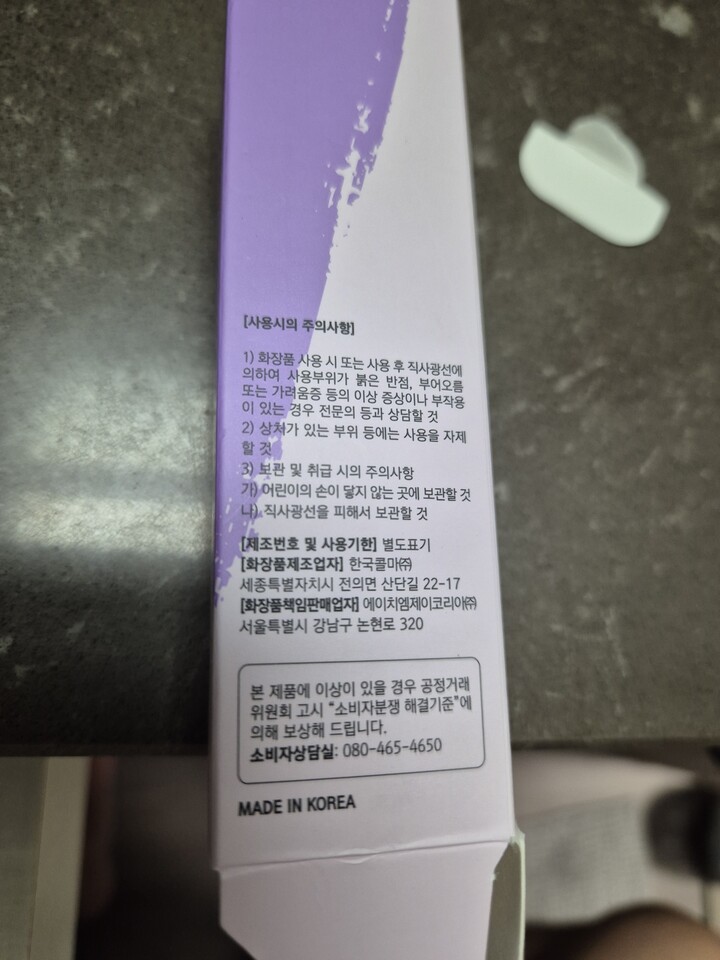 [사용시의 주의사항]
1) 화장품 사용 시 또는 사용 후 직사광선에
의하여 사용부위가 붉은 반점, 부어오름
또는 가려움증 등의 이상 증상이나 부작용
이 있는 경우 전문의 등과 상담할 것
2) 상처가 있는 부위 등에는 사용을 자제
할 것
3) 보관 및 취급 시의 주의사항
가) 어린이의 손이 닿지 않는 곳에 보관할 것
나) 직사광선을 피해서 보관할 것
[제조번호 및 사용기한] 별도표기
[화장품제조업자] 한국콜마㈜
세종특별자치시 전의면 산단길 22-17
[화장품책임판매업자] 에이치엠제이코리아㈜
서울특별시 강남구 논현로 320
본 제품에 이상이 있을 경우 공정거래
위원회 고시 “소비자분쟁 해결기준”에
의해 보상해 드립니다.
소비자상담실: 080-465-4650
MADE IN KOREA